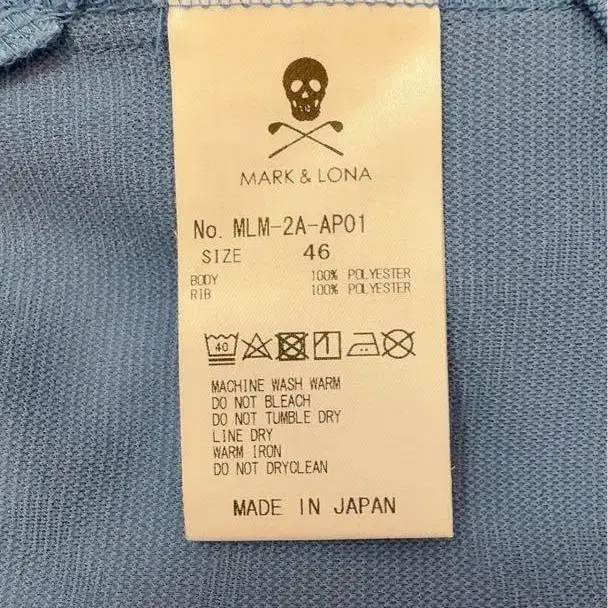 MARK & LONA
No. MLM-2A-AP01
SIZE 46
BODY 100% POLYESTER
RIB 100% POLYESTER
40
MACHINE WASH WARM
DO NOT BLEACH
DO NOT TUMBLE DRY
LINE DRY
WARM IRON
DO NOT DRYCLEAN
MADE IN JAPAN